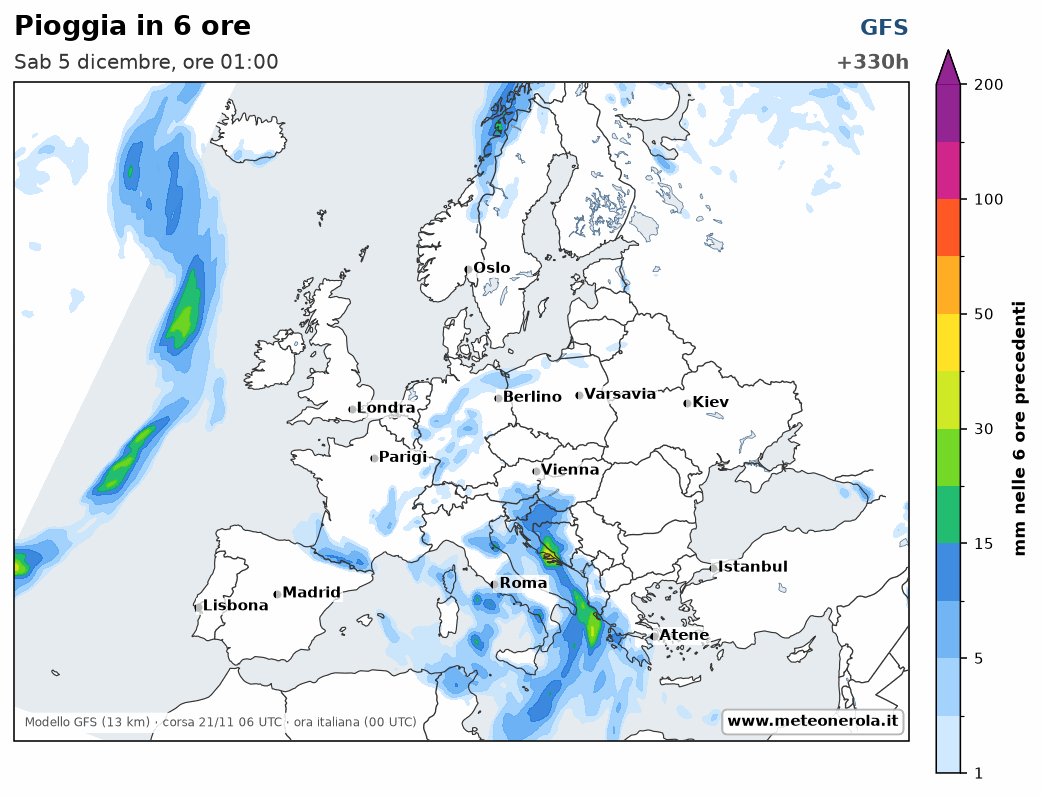 Pioggia in 6 ore
GFS
Sab 5 dicembre, ore 01:00
+330h
200
100
50
30
15
5
1
mm nelle 6 ore precedenti
Oslo
Londra
Berlino
Varsavia
Kiev
Parigi
Vienna
Istanbul
Roma
Madrid
Lisbona
Atene
Modello GFS (13 km) · corsa 21/11 06 UTC · ora italiana (00 UTC)
www.meteonerola.it